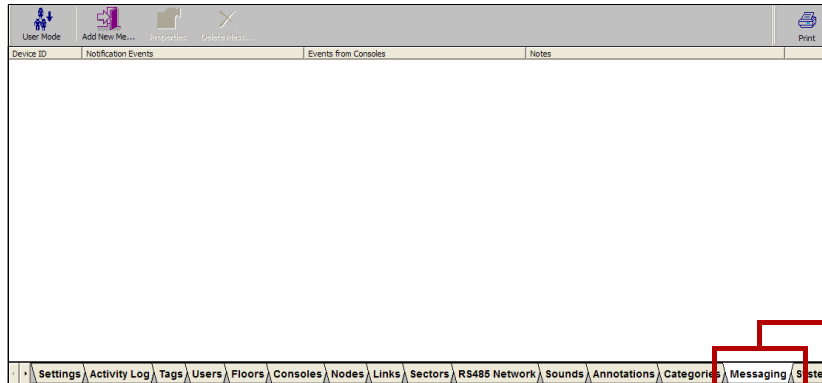 User Mode Add New Me... Properties Delete Mess... Print
Device ID Notification Events Events from Consoles Notes
Settings Activity Log Tags Users Floors Consoles Nodes Links Sectors RS485 Network Sounds Annotations Categories Messaging Syste